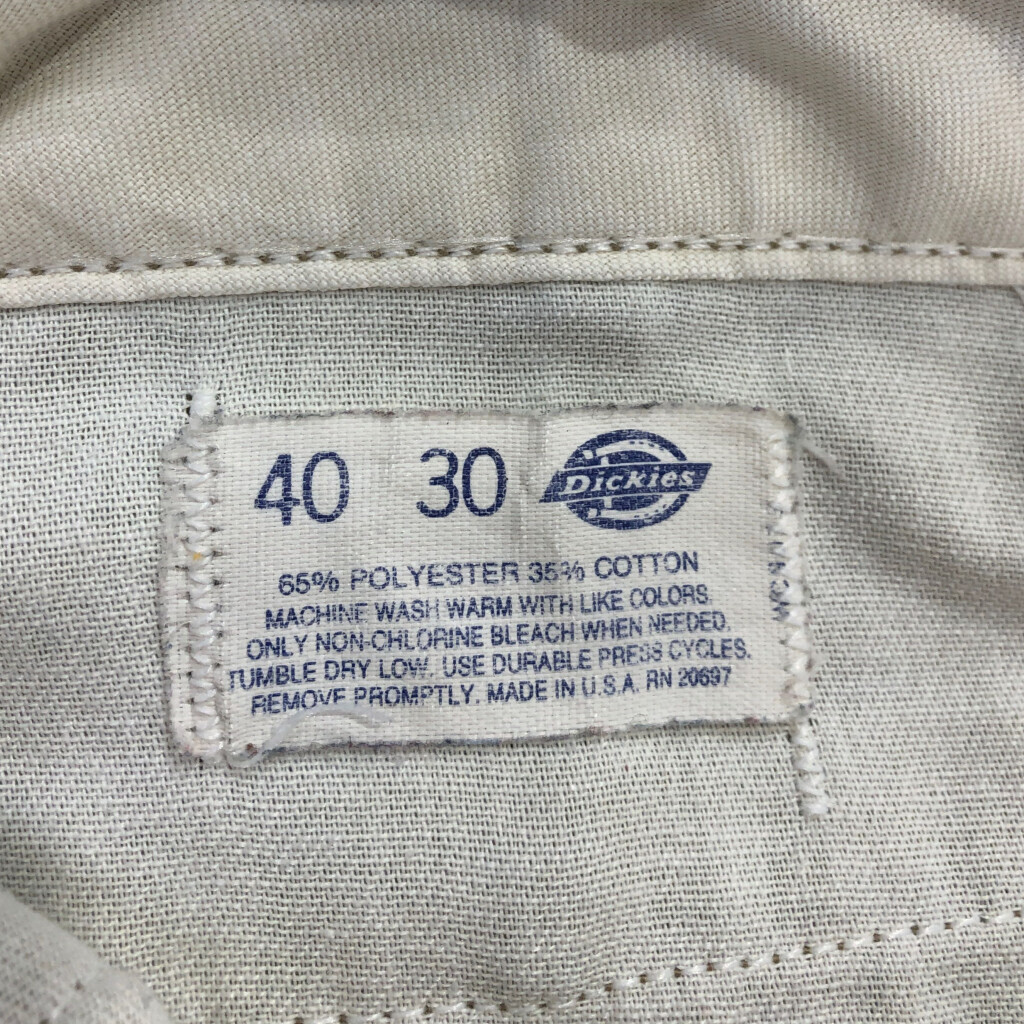 40 30 Dickies
65% POLYESTER 35% COTTON
MACHINE WASH WARM WITH LIKE COLORS.
ONLY NON-CHLORINE BLEACH WHEN NEEDED.
TUMBLE DRY LOW. USE DURABLE PRESS CYCLES.
REMOVE PROMPTLY. MADE IN U.S.A. RN 20697